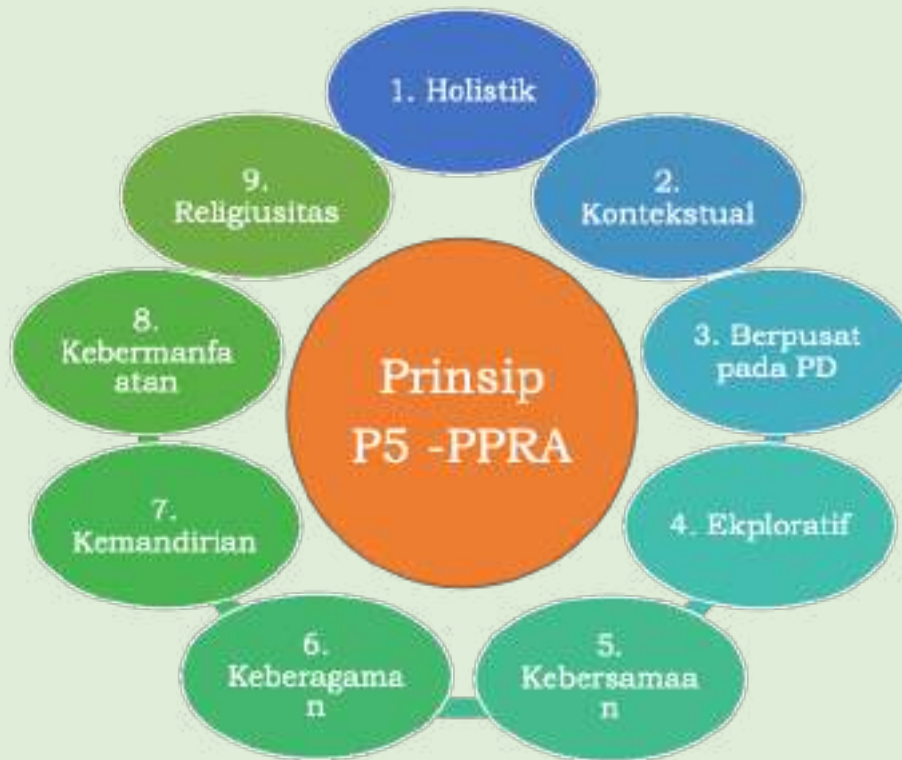 1. Holistik
2.
Kontekstual
3. Berpusat
pada PD
4. Ekploratif
5.
Kebersamaa
n
6.
Keberagama
n
7.
Kemandirian
8.
Kebermanfa
atan
9.
Religiusitas
Prinsip
P5 -PPRA